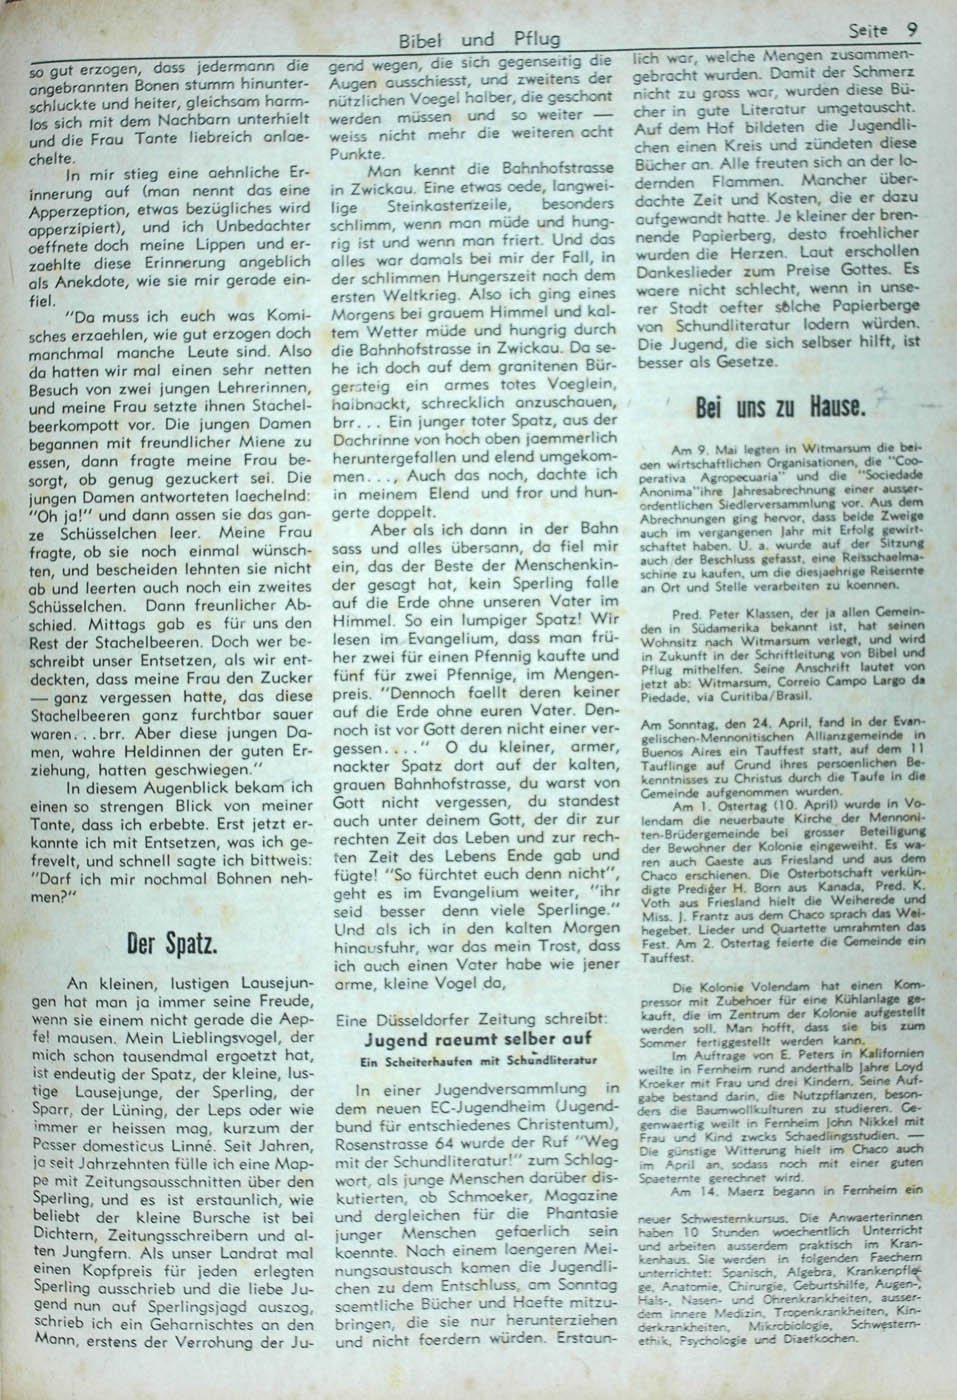 Bibel und Pflug
Seite 9
so gut erzogen, dass jedermann die
angebrannten Bonen stumm hinunter-
schluckte und heiter, gleichsam harm-
los sich mit dem Nachbarn unterhielt
und die Frau Tante liebreich anlae-
chelte.
In mir stieg eine aehnliche Er-
innerung auf (man nennt das eine
Apperzeption, etwas bezügliches wird
apperzipiert), und ich Unbedachter
oeffnete doch meine Lippen und er-
zaehlte diese Erinnerung angeblich
als Anekdote, wie sie mir gerade ein-
fiel.
"Da muss ich euch was Komi-
sches erzaehlen, wie gut erzogen doch
manchmal manche Leute sind. Also
da hatten wir mal einen sehr netten
Besuch von zwei jungen Lehrerinnen,
und meine Frau setzte ihnen Stachel-
beerkompott vor. Die jungen Damen
begannen mit freundlicher Miene zu
essen, dann fragte meine Frau be-
sorgt, ob genug gezuckert sei. Die
jungen Damen antworteten laechelnd:
"Oh ja!" und dann assen sie das gan-
ze Schüsselchen leer. Meine Frau
fragte, ob sie noch einmal wünsch-
ten, und bescheiden lehnten sie nicht
ab und leerten auch noch ein zweites
Schüsselchen. Dann freunlicher Ab-
schied. Mittags gab es für uns den
Rest der Stachelbeeren. Doch wer be-
schreibt unser Entsetzen, als wir ent-
deckten, dass meine Frau den Zucker
— ganz vergessen hatte, das diese
Stachelbeeren ganz furchtbar sauer
waren...brr. Aber diese jungen Da-
men, wahre Heldinnen der guten Er-
ziehung, hatten geschwiegen."
In diesem Augenblick bekam ich
einen so strengen Blick von meiner
Tante, dass ich erbebte. Erst jetzt er-
kannte ich mit Entsetzen, was ich ge-
frevelt, und schnell sagte ich bittweis:
"Darf ich mir nochmal Bohnen neh-
men?"
Der Spatz.
An kleinen, lustigen Lausejun-
gen hat man ja immer seine Freude,
wenn sie einem nicht gerade die Aep-
fel mausen. Mein Lieblingsvogel, der
mich schon tausendmal ergoetzt hat,
ist endeutig der Spatz, der kleine, lus-
tige Lausejunge, der Sperling, der
Sparr, der Lüning, der Leps oder wie
immer er heissen mag, kurzum der
Passer domesticus Linné. Seit Jahren,
ja seit Jahrzehnten fülle ich eine Map-
pe mit Zeitungsausschnitten über den
Sperling, und es ist erstaunlich, wie
beliebt der kleine Bursche ist bei
Dichtern, Zeitungsschreibern und al-
ten Jungfern. Als unser Landrat mal
einen Kopfpreis für jeden erlegten
Sperling ausschrieb und die liebe Ju-
gend nun auf Sperlingsjagd auszog,
schrieb ich ein Geharnischtes an den
Mann, erstens der Verrohung der Ju-
gend wegen, die sich gegenseitig die
Augen ausschiesst, und zweitens der
nützlichen Voegel halber, die geschont
werden müssen und so weiter —
weiss nicht mehr die weiteren acht
Punkte.
Man kennt die Bahnhofstrasse
in Zwickau. Eine etwas oede, langwei-
lige Steinkastenzeile, besonders
schlimm, wenn man müde und hung-
rig ist und wenn man friert. Und das
alles war damals bei mir der Fall, in
der schlimmen Hungerszeit nach dem
ersten Weltkrieg. Also ich ging eines
Morgens bei grauem Himmel und kal-
tem Wetter müde und hungrig durch
die Bahnhofstrasse in Zwickau. Da se-
he ich doch auf dem granitenen Bür-
gersteig ein armes totes Voeglein,
halbnackt, schrecklich anzuschauen,
brr... Ein junger toter Spatz, aus der
Dachrinne von hoch oben jaemmerlich
heruntergefallen und elend umgekom-
men..., Auch das noch, dachte ich
in meinem Elend und fror und hun-
gerte doppelt.
Aber als ich dann in der Bahn
sass und alles übersann, da fiel mir
ein, das der Beste der Menschenkin-
der gesagt hat, kein Sperling falle
auf die Erde ohne unseren Vater im
Himmel. So ein lumpiger Spatz! Wir
lesen im Evangelium, dass man frü-
her zwei für einen Pfennig kaufte und
fünf für zwei Pfennige, im Mengen-
preis. "Dennoch faellt deren keiner
auf die Erde ohne euren Vater. Den-
noch ist vor Gott deren nicht einer ver-
gessen...." O du kleiner, armer,
nackter Spatz dort auf der kalten,
grauen Bahnhofstrasse, du warst von
Gott nicht vergessen, du standest
auch unter deinem Gott, der dir zur
rechten Zeit das Leben und zur rech-
ten Zeit des Lebens Ende gab und
fügte! "So fürchtet euch denn nicht",
geht es im Evangelium weiter, "ihr
seid besser denn viele Sperlinge."
Und als ich in den kalten Morgen
hinausfuhr, war das mein Trost, dass
ich auch einen Vater habe wie jener
arme, kleine Vogel da,
Eine Düsseldorfer Zeitung schreibt:
Jugend raeumt selber auf
Ein Scheiterhaufen mit Schundliteratur
In einer Jugendversammlung in
dem neuen EC-Jugendheim (Jugend-
bund für entschiedenes Christentum),
Rosenstrasse 64 wurde der Ruf "Weg
mit der Schundliteratur!" zum Schlag-
wort, als junge Menschen darüber dis-
kutierten, ob Schmoeker, Magazine
und dergleichen für die Phantasie
junger Menschen gefaerlich sein
koennte. Nach einem laengeren Mei-
nungsaustausch kamen die Jugendli-
chen zu dem Entschluss, am Sonntag
saemtliche Bücher und Haefte mitzu-
bringen, die sie nur herunterziehen
und nicht foerdern würden. Erstaun-
lich war, welche Mengen zusammen-
gebracht wurden. Damit der Schmerz
nicht zu gross war, wurden diese Bü-
cher in gute Literatur umgetauscht.
Auf dem Hof bildeten die Jugendli-
chen einen Kreis und zündeten diese
Bücher an. Alle freuten sich an der lo-
dernden Flammen. Mancher über-
dachte Zeit und Kosten, die er dazu
aufgewandt hatte. Je kleiner der bren-
nende Papierberg, desto froehlicher
wurden die Herzen. Laut erschollen
Dankeslieder zum Preise Gottes. Es
waere nicht schlecht, wenn in unse-
rer Stadt oefter solche Papierberge
von Schundliteratur lodern würden.
Die Jugend, die sich selbser hilft, ist
besser als Gesetze.
Bei uns zu Hause.
Am 9. Mai legten in Witmarsum die bei-
den wirtschaftlichen Organisationen, die "Coo-
perativa Agropecuaria" und die "Sociedade
Anonima"ihre Jahresabrechnung einer ausser-
ordentlichen Siedlerversammlung vor. Aus dem
Abrechnungen ging hervor, dass beide Zweige
auch im vergangenen Jahr mit Erfolg gewirt-
schaftet haben. U. a. wurde auf der Sitzung
auch der Beschluss gefasst, eine Reisschaelma-
schine zu kaufen, um die diesjaehrige Reisernte
an Ort und Stelle verarbeiten zu koennen.
Pred. Peter Klassen, der ja allen Gemein-
den in Südamerika bekannt ist, hat seinen
Wohnsitz nach Witmarsum verlegt, und wird
in Zukunft in der Schriftleitung von Bibel und
Pflug mithelfen. Seine Anschrift lautet von
jetzt ab: Witmarsum, Correio Campo Largo da
Piedade, via Curitiba/Brasil.
Am Sonntag, den 24. April, fand in der Evan-
gelischen-Mennonitischen Allianzgemeinde in
Buenos Aires ein Tauffest statt, auf dem 11
Tauflinge auf Grund ihres persoenlichen Be-
kenntnisses zu Christus durch die Taufe in die
Gemeinde aufgenommen wurden.
Am 1. Ostertag (10. April) wurde in Vo-
lendam die neuerbaute Kirche der Mennoni-
ten-Brüdergemeinde bei grosser Beteiligung
der Bewohner der Kolonie eingeweiht. Es wa-
ren auch Gaeste aus Friesland und aus dem
Chaco erschienen. Die Osterbotschaft verkün-
digte Prediger H. Born aus Kanada, Pred. K.
Voth aus Friesland hielt die Weiherede und
Miss. J. Frantz aus dem Chaco sprach das Wei-
hegebet. Lieder und Quartette umrahmten das
Fest. Am 2. Ostertag feierte die Gemeinde ein
Tauffest.
Die Kolonie Volendam hat einen Kom-
pressor mit Zubehoer für eine Kühlanlage ge-
kauft, die im Zentrum der Kolonie aufgestellt
werden soll. Man hofft, dass sie bis zum
Sommer fertiggestellt werden kann.
Im Auftrage von E. Peters in Kalifornien
weilte in Fernheim rund anderthalb Jahre Loyd
Kroeker mit Frau und drei Kindern. Seine Auf-
gabe bestand darin, die Nutzpflanzen, beson-
ders die Baumwollkulturen zu studieren. Ge-
genwaertig weilt in Fernheim John Nikkel mit
Frau und Kind zwcks Schaedlingsstudien. —
Die günstige Witterung hielt im Chaco auch
im April an, sodass noch mit einer guten
Spaeternte gerechnet wird.
Am 14. Maerz begann in Fernheim ein
neuer Schwesternkursus. Die Anwaerterinnen
haben 10 Stunden woechentlich Unterricht
und arbeiten ausserdem praktisch im Kran-
kenhaus. Sie werden in folgenden Faechern
unterrichtet: Spanisch, Algebra, Krankenpfle-
ge, Anatomie, Chirurgie, Geburtshilfe, Augen-,
Hals-, Nasen- und Ohrenkrankheiten, ausser-
dem innere Medizin, Tropenkrankheiten, Kin-
derkrankheiten, Mikrobiologie, Schwestern-
ethik, Psychologie und Diaetkochen.